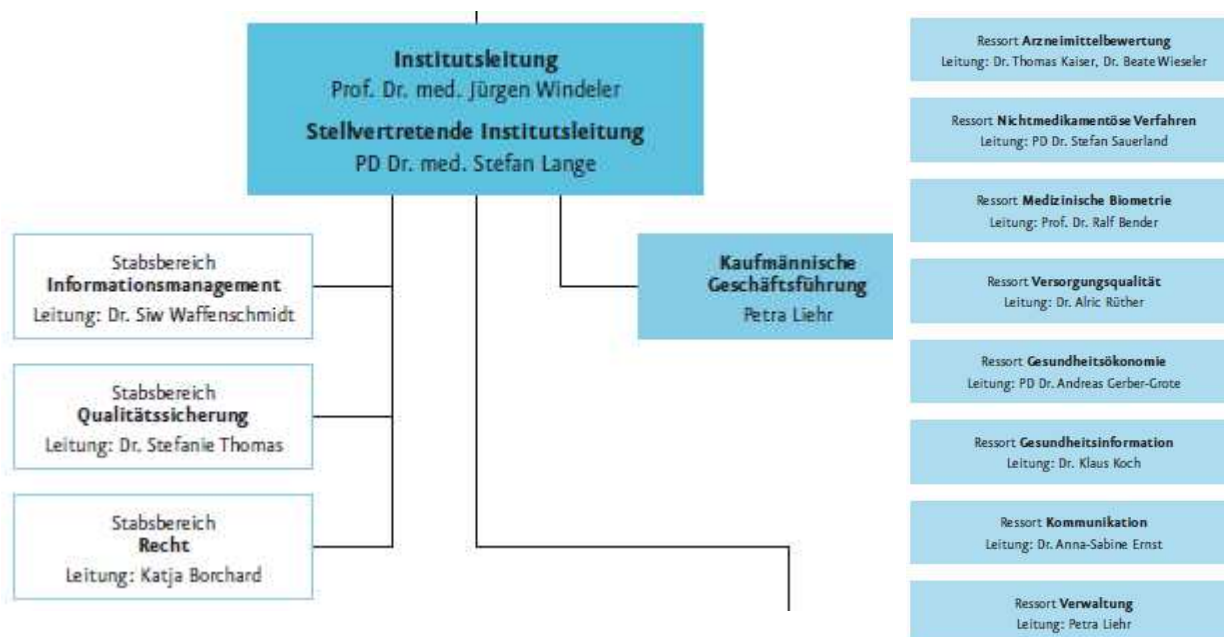 Institutsleitung
Prof. Dr. med. Jürgen Windeler
Stellvertretende Institutsleitung
PD Dr. med. Stefan Lange
Stabsbereich
Informationsmanagement
Leitung: Dr. Siw Waffenschmidt
Stabsbereich
Qualitätssicherung
Leitung: Dr. Stefanie Thomas
Stabsbereich
Recht
Leitung: Katja Borchard
Kaufmännische
Geschäftsführung
Petra Liehr
Ressort Arzneimittelbewertung
Leitung: Dr. Thomas Kaiser, Dr. Beate Wieseler
Ressort Nichtmedikamentöse Verfahren
Leitung: PD Dr. Stefan Sauerland
Ressort Medizinische Biometrie
Leitung: Prof. Dr. Ralf Bender
Ressort Versorgungsqualität
Leitung: Dr. Alric Rüther
Ressort Gesundheitsökonomie
Leitung: PD Dr. Andreas Gerber-Grote
Ressort Gesundheitsinformation
Leitung: Dr. Klaus Koch
Ressort Kommunikation
Leitung: Dr. Anna-Sabine Ernst
Ressort Verwaltung
Leitung: Petra Liehr